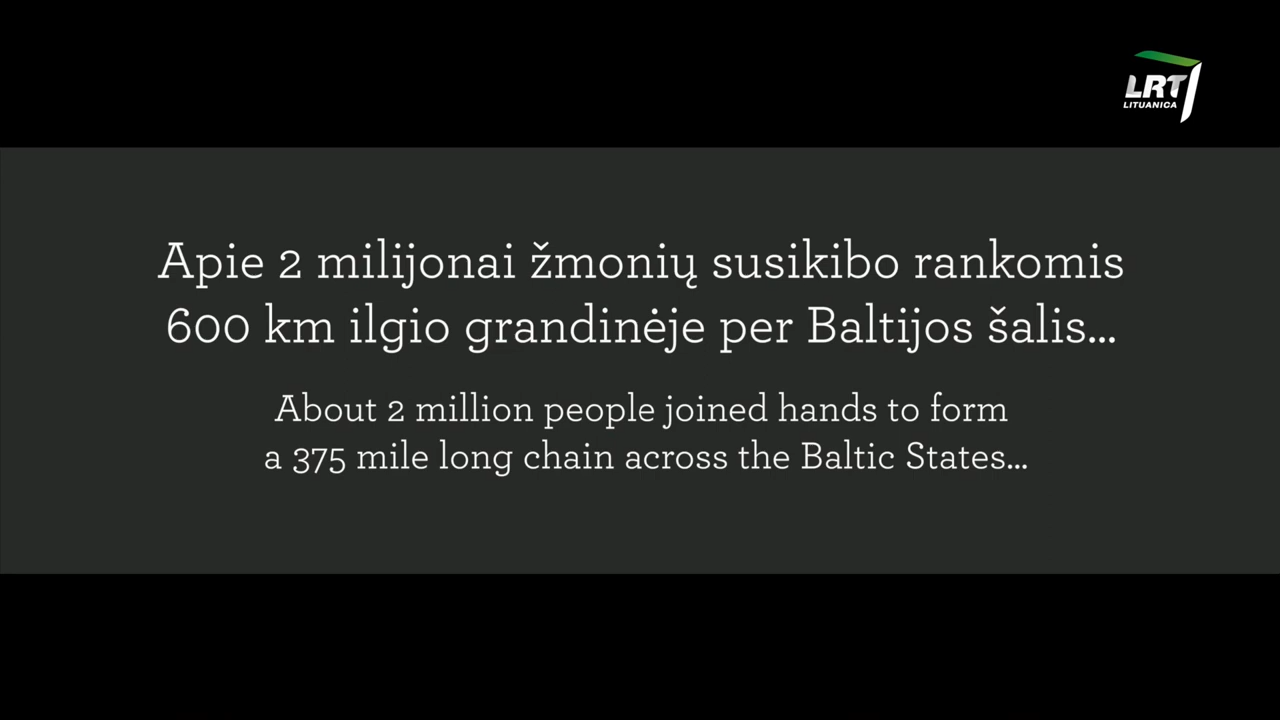 LRT
LITUANICA
Apie 2 milijonai žmonių susikibo rankomis
600 km ilgio grandinėje per Baltijos šalis...
About 2 million people joined hands to form
a 375 mile long chain across the Baltic States...